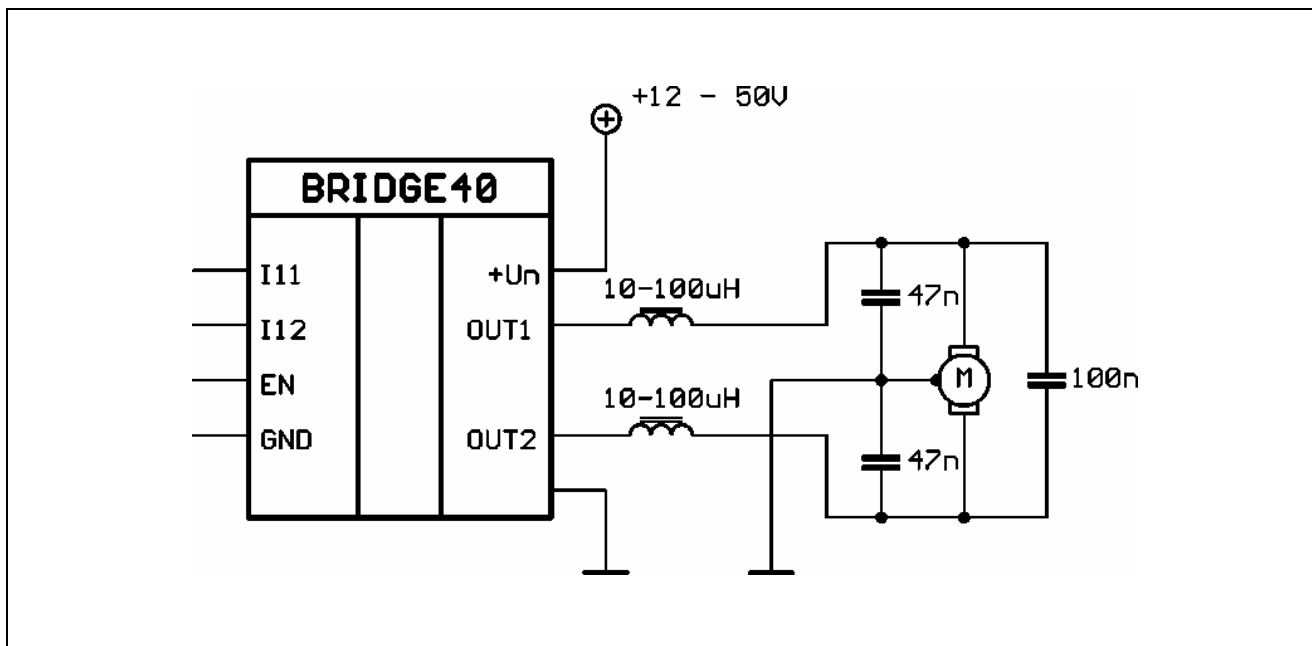 +12 - 50V
BRIDGE40
I11
+Un
I12
OUT1
EN
GND
OUT2
10-100uH
10-100uH
47n
M
100n
47n